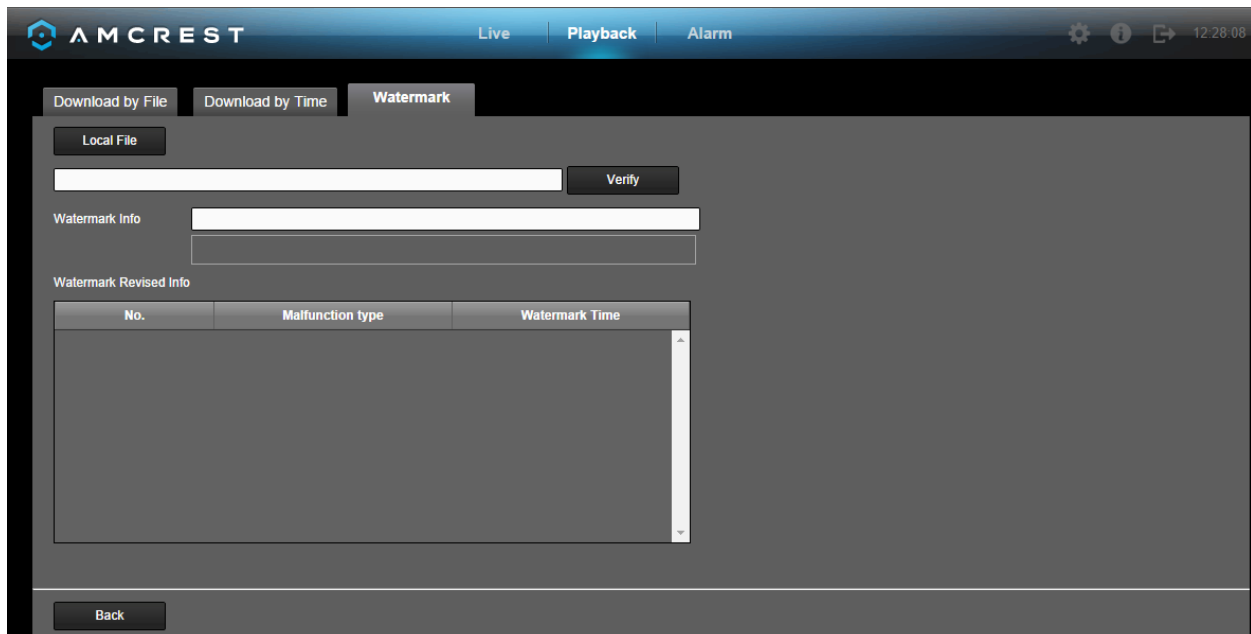 AMCREST Live Playback Alarm 12:28:08
Download by File Download by Time Watermark
Local File
Verify
Watermark Info
Watermark Revised Info
No. Malfunction type Watermark Time
Back